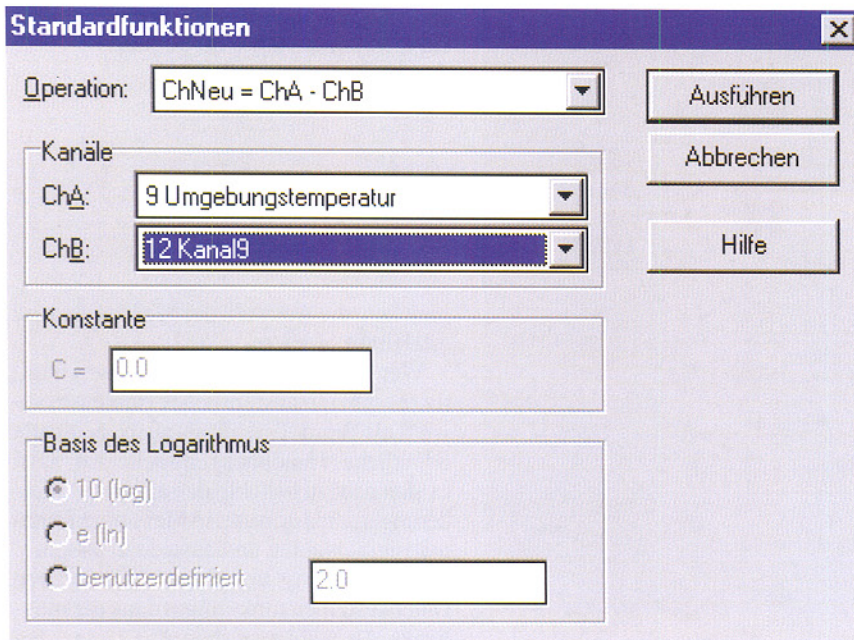 Standardfunktionen
Operation: ChNeu = ChA - ChB
Ausführen
Kanäle
Abbrechen
ChA: 9 Umgebungstemperatur
ChB: 12 Kanal9
Hilfe
Konstante
C = 0.0
Basis des Logarithmus
10 (log)
e (ln)
benutzerdefiniert 2.0